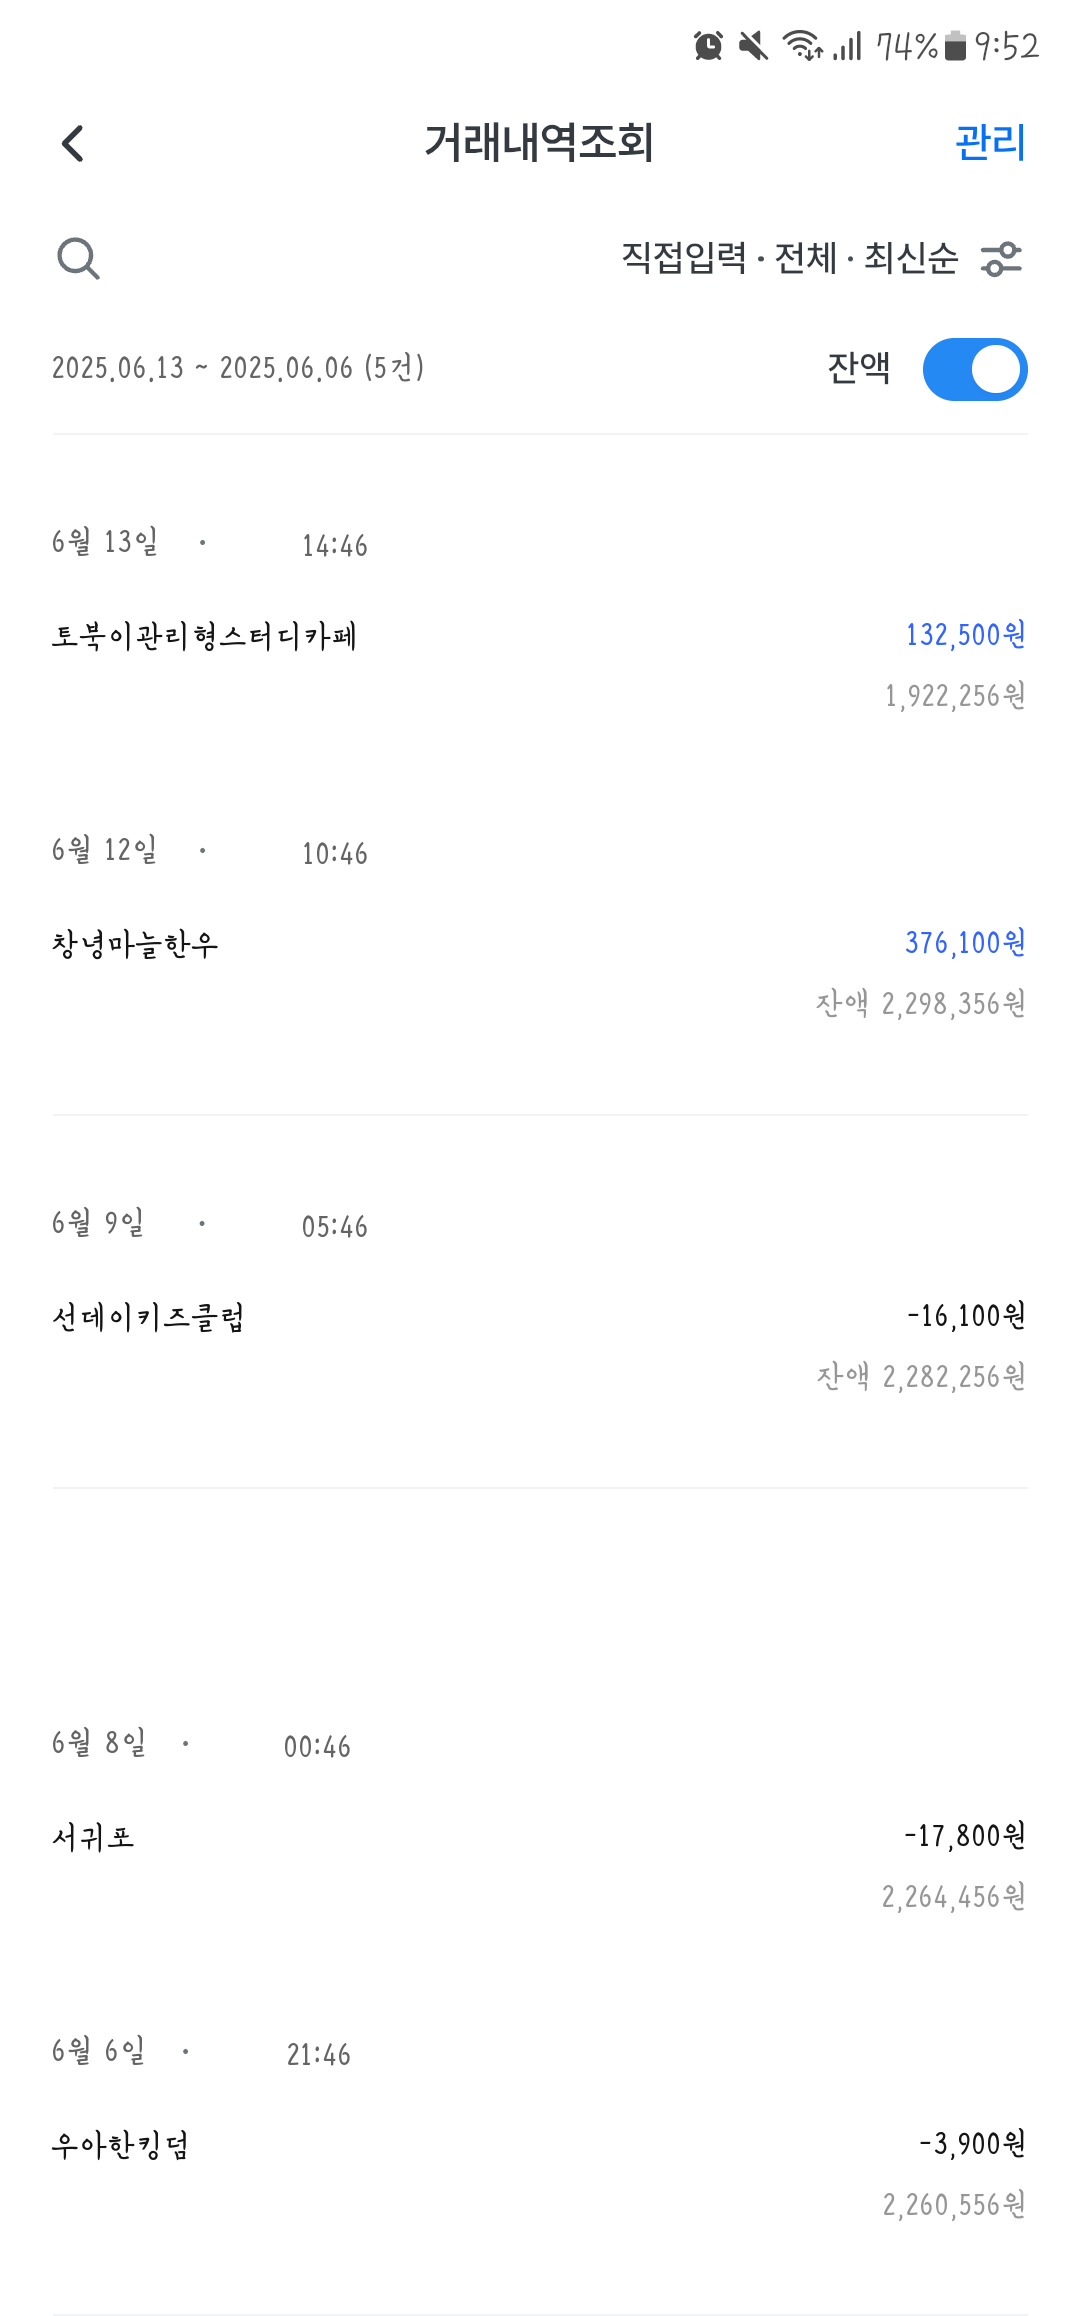 74% 9:52
거래내역조회 관리
직접입력 · 전체 · 최신순
2025.06.13 ~ 2025.06.06 (5건) 잔액
6월 13일 · 14:46
토북이관리형스터디카페 132,500원
1,922,256원
6월 12일 · 10:46
창녕마늘한우 376,100원
잔액 2,298,356원
6월 9일 · 05:46
선데이키즈클럽 -16,100원
잔액 2,282,256원
6월 8일 · 00:46
서귀포 -17,800원
2,264,456원
6월 6일 · 21:46
우아한킹덤 -3,900원
2,260,556원